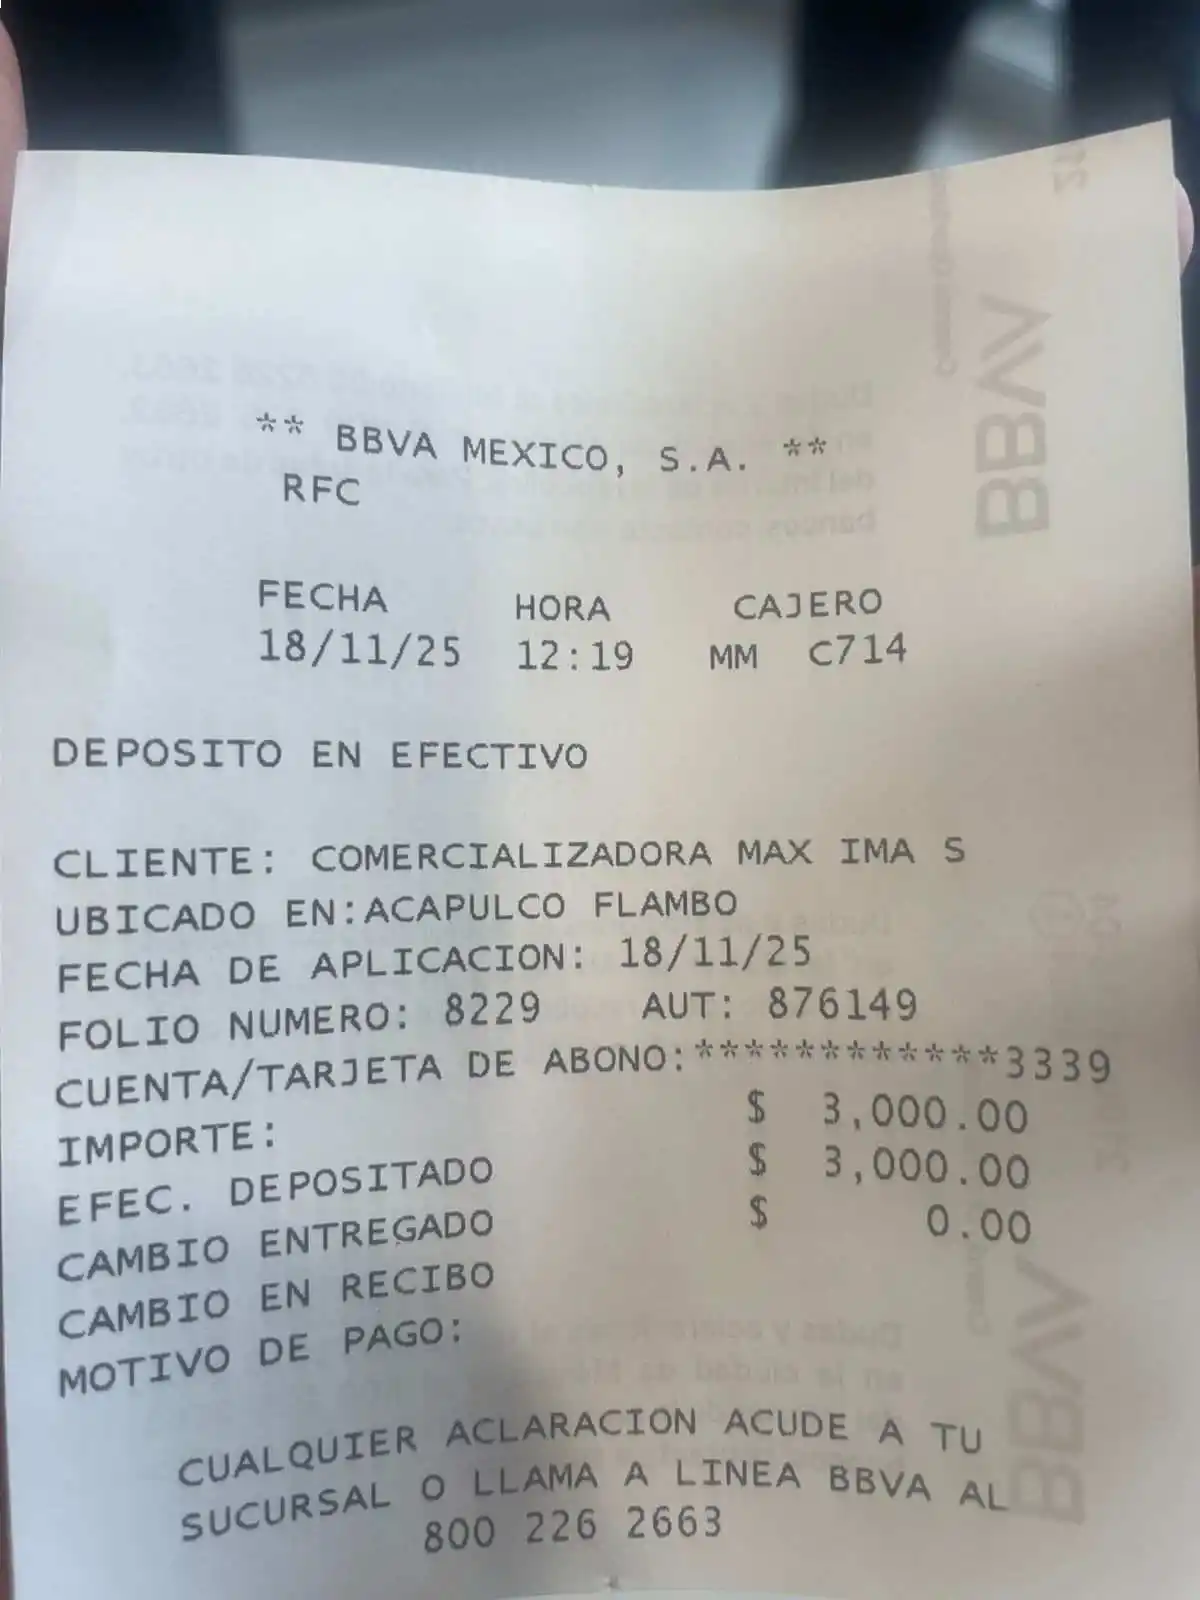 ** BBVA MEXICO, S.A. **
RFC
FECHA HORA CAJERO
18/11/25 12:19 MM C714
DEPOSITO EN EFECTIVO
CLIENTE: COMERCIALIZADORA MAX IMA S
UBICADO EN:ACAPULCO FLAMBO
FECHA DE APLICACION: 18/11/25
FOLIO NUMERO: 8229 AUT: 876149
CUENTA/TARJETA DE ABONO:************3339
IMPORTE: $ 3,000.00
EFEC. DEPOSITADO $ 3,000.00
CAMBIO ENTREGADO $ 0.00
CAMBIO EN RECIBO
MOTIVO DE PAGO:
CUALQUIER ACLARACION ACUDE A TU
SUCURSAL O LLAMA A LINEA BBVA AL
800 226 2663
BBVA
BBVA